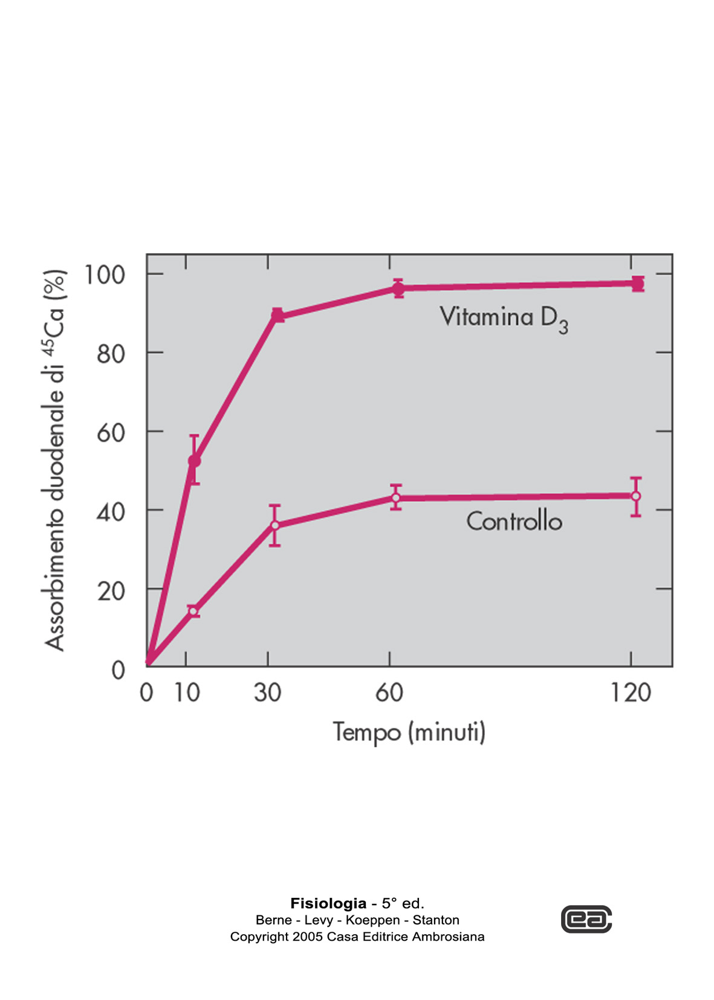 Assorbimento duodenale di ⁴⁵Ca (%)
100
80
60
40
20
0
Vitamina D₃
Controllo
0 10 30 60 120
Tempo (minuti)
Fisiologia - 5° ed.
Berne - Levy - Koeppen - Stanton
Copyright 2005 Casa Editrice Ambrosiana
ea